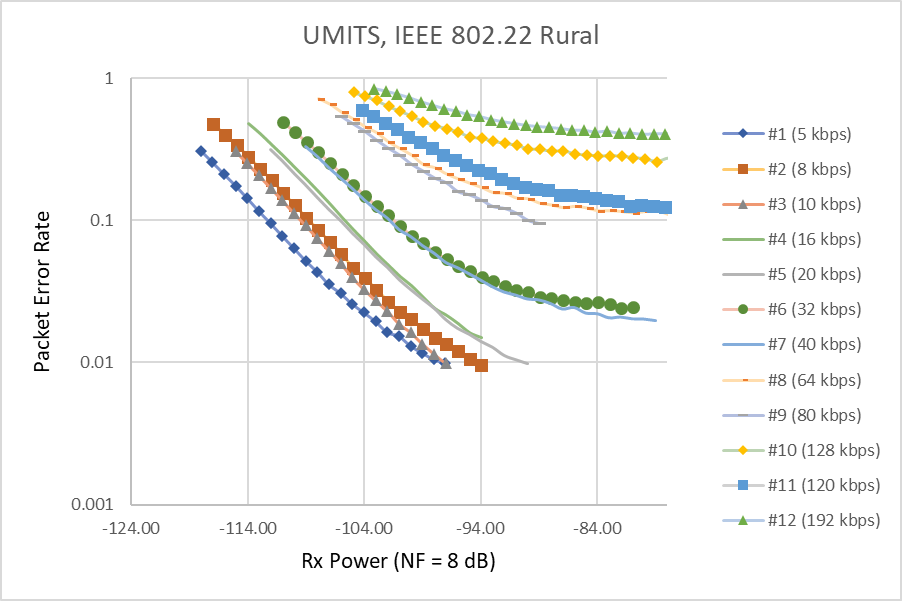 UMITS, IEEE 802.22 Rural
1
0.1
0.01
0.001
-124.00
-114.00
-104.00
-94.00
-84.00
Packet Error Rate
Rx Power (NF = 8 dB)
#1 (5 kbps)
#2 (8 kbps)
#3 (10 kbps)
#4 (16 kbps)
#5 (20 kbps)
#6 (32 kbps)
#7 (40 kbps)
#8 (64 kbps)
#9 (80 kbps)
#10 (128 kbps)
#11 (120 kbps)
#12 (192 kbps)